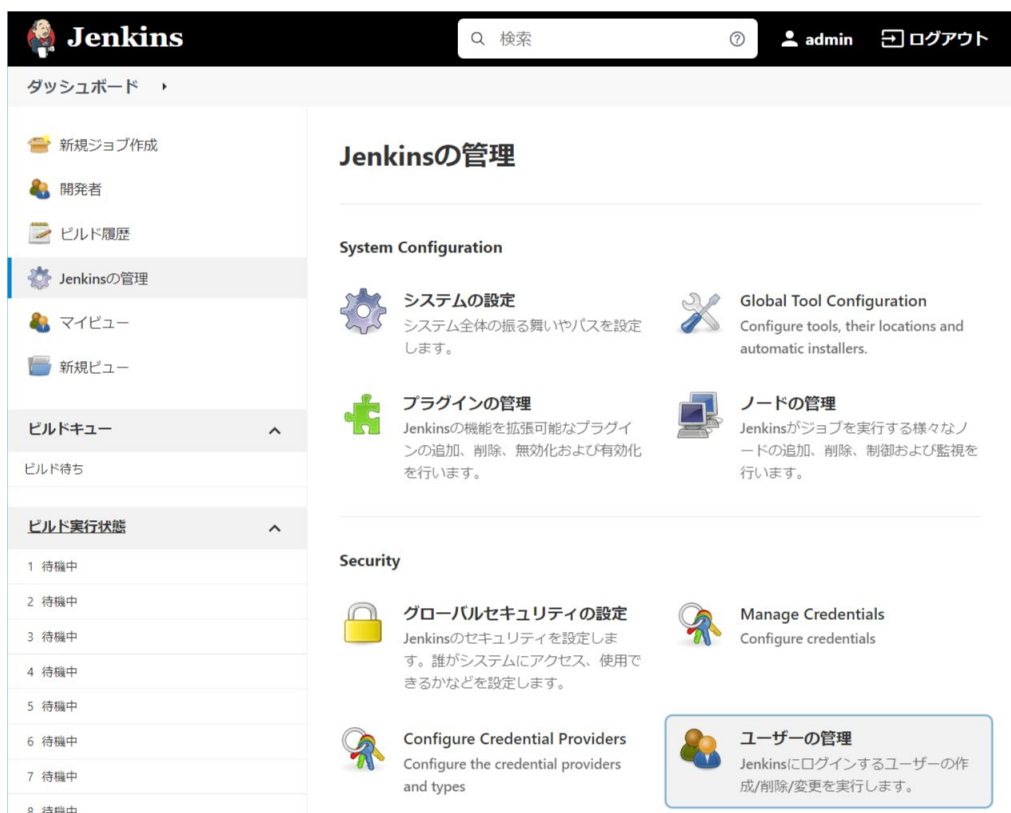 Jenkins
検索
admin
ログアウト
ダッシュボード
新規ジョブ作成
開発者
ビルド履歴
Jenkinsの管理
マイビュー
新規ビュー
ビルドキュー
ビルド待ち
ビルド実行状態
1 待機中
2 待機中
3 待機中
4 待機中
5 待機中
6 待機中
7 待機中
8 待機中
Jenkinsの管理
System Configuration
システムの設定
システム全体の振る舞いやパスを設定
します。
Global Tool Configuration
Configure tools, their locations and
automatic installers.
プラグインの管理
Jenkinsの機能を拡張可能なプラグイ
ンの追加、削除、無効化および有効化
を行います。
ノードの管理
Jenkinsがジョブを実行する様々なノ
ードの追加、削除、制御および監視を
行います。
Security
グローバルセキュリティの設定
Jenkinsのセキュリティを設定しま
す。誰がシステムにアクセス、使用で
きるかなどを設定します。
Manage Credentials
Configure credentials
Configure Credential Providers
Configure the credential providers
and types
ユーザーの管理
Jenkinsにログインするユーザーの作
成/削除/変更を実行します。